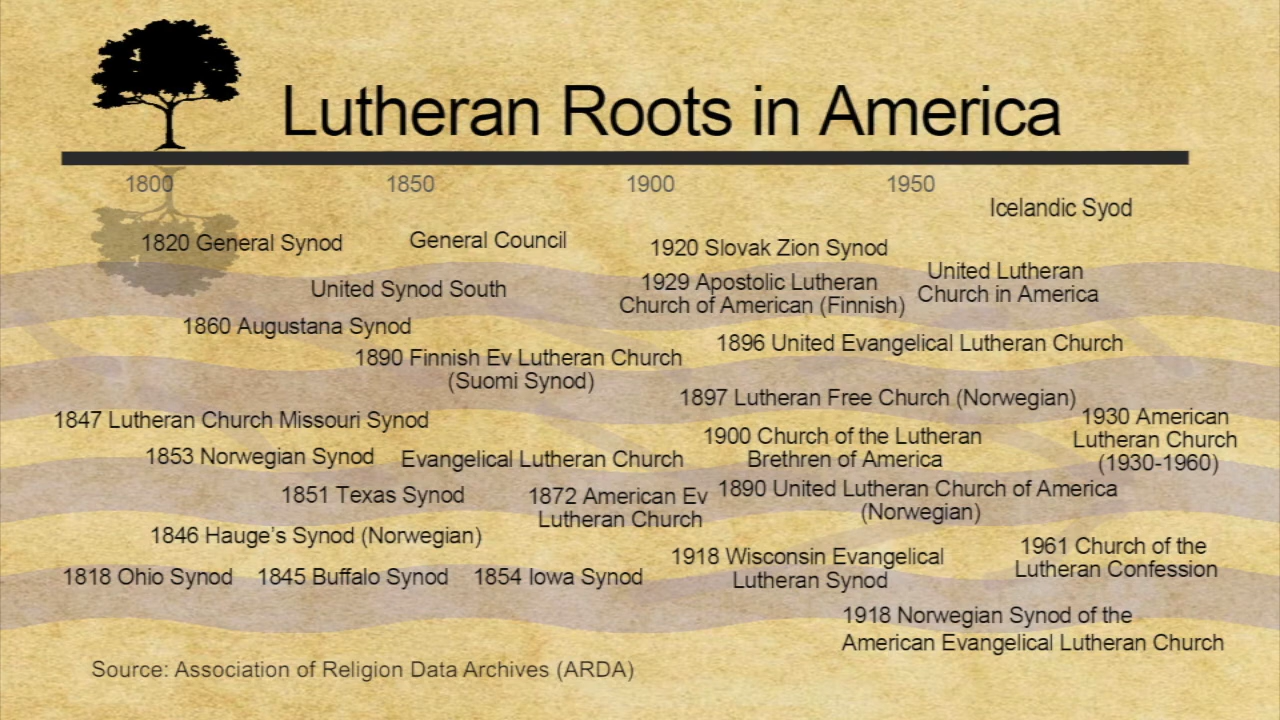 Lutheran Roots in America
1800 1850 1900 1950
Icelandic Syod
1820 General Synod
General Council
1920 Slovak Zion Synod
United Synod South
1929 Apostolic Lutheran
Church of American (Finnish)
United Lutheran
Church in America
1860 Augustana Synod
1896 United Evangelical Lutheran Church
1890 Finnish Ev Lutheran Church
(Suomi Synod)
1897 Lutheran Free Church (Norwegian)
1847 Lutheran Church Missouri Synod
1930 American
Lutheran Church
(1930-1960)
1900 Church of the Lutheran
Brethren of America
1853 Norwegian Synod
Evangelical Lutheran Church
1851 Texas Synod
1872 American Ev
Lutheran Church
1890 United Lutheran Church of America
(Norwegian)
1846 Hauge's Synod (Norwegian)
1918 Wisconsin Evangelical
Lutheran Synod
1961 Church of the
Lutheran Confession
1818 Ohio Synod
1845 Buffalo Synod
1854 Iowa Synod
1918 Norwegian Synod of the
American Evangelical Lutheran Church
Source: Association of Religion Data Archives (ARDA)